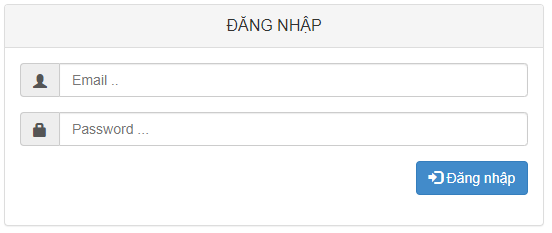 ĐĂNG NHẬP
Email ..
Password ...
Đăng nhập